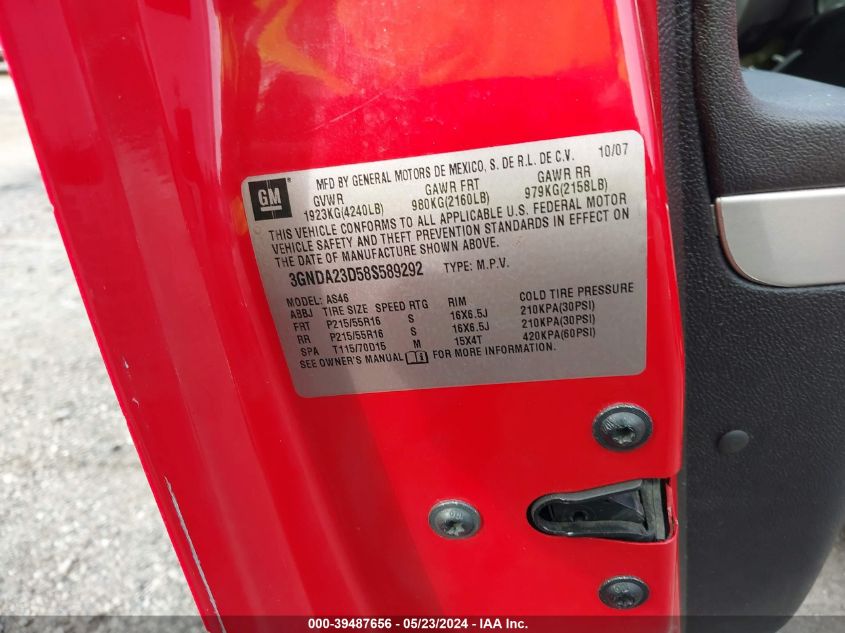 GM
MFD BY GENERAL MOTORS DE MEXICO, S. DE R.L. DE C.V. 10/07
GVWR GAWR FRT GAWR RR
1923KG(4240LB) 980KG(2160LB) 979KG(2158LB)
THIS VEHICLE CONFORMS TO ALL APPLICABLE U.S. FEDERAL MOTOR
VEHICLE SAFETY AND THEFT PREVENTION STANDARDS IN EFFECT ON
THE DATE OF MANUFACTURE SHOWN ABOVE.
3GNDA23D58S589292 TYPE: M.P.V.
MODEL: AS46
ABBJ TIRE SIZE SPEED RTG RIM COLD TIRE PRESSURE
FRT P215/55R16 S 16X6.5J 210KPA(30PSI)
RR P215/55R16 S 16X6.5J 210KPA(30PSI)
SPA T115/70D15 M 15X4T 420KPA(60PSI)
SEE OWNER'S MANUAL FOR MORE INFORMATION.
000-39487656 - 05/23/2024 - IAA Inc.